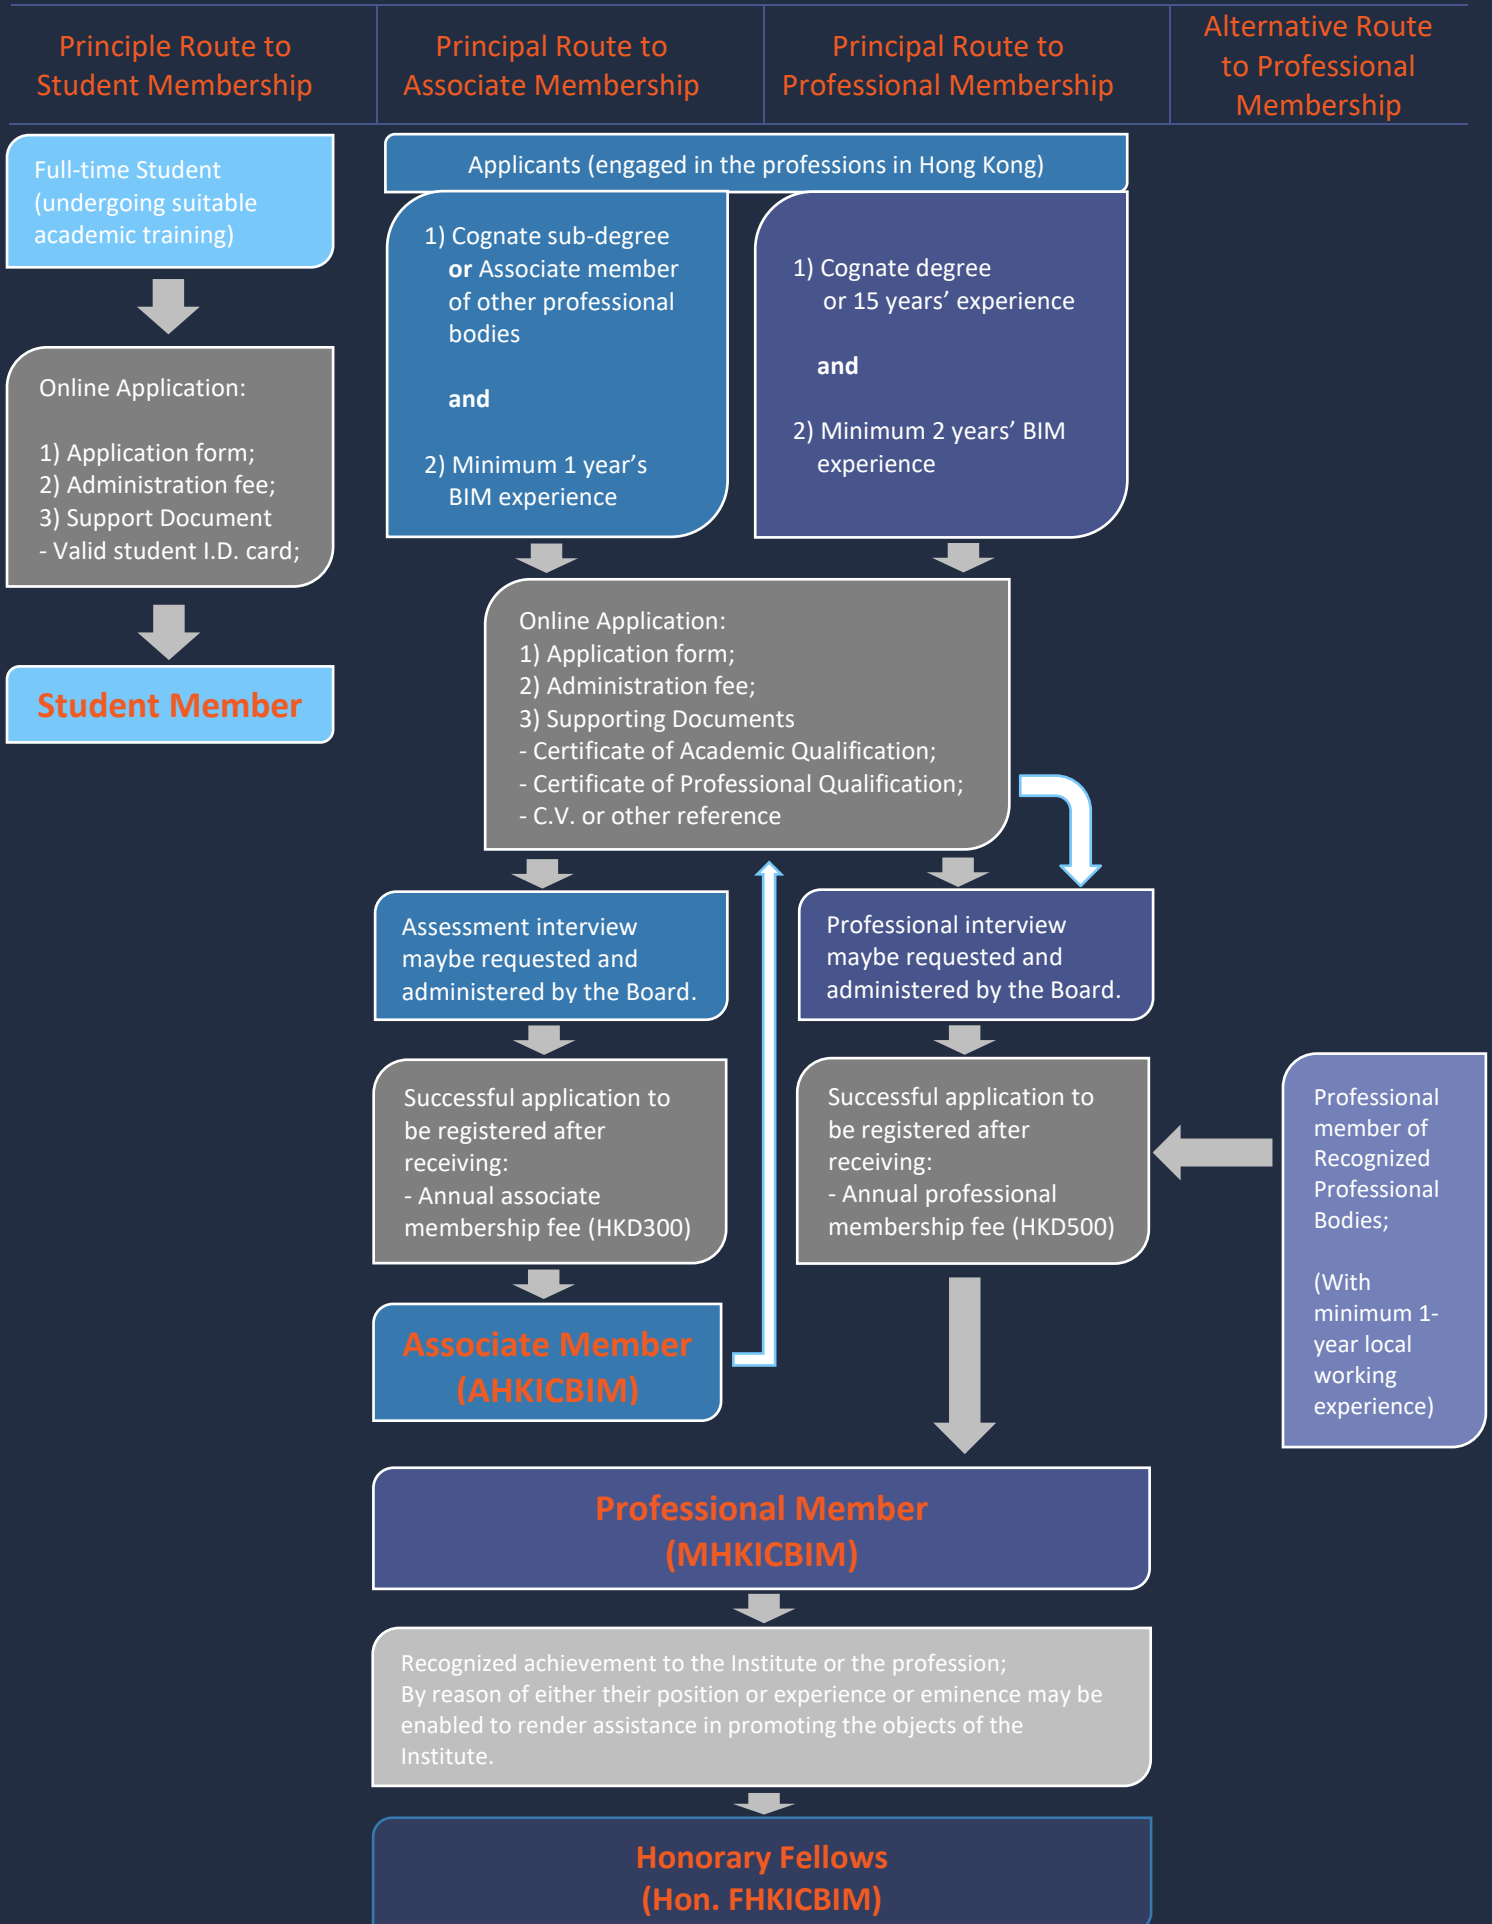 Principle Route to
Student Membership
Principal Route to
Associate Membership
Principal Route to
Professional Membership
Alternative Route
to Professional
Membership
Full-time Student
(undergoing suitable
academic training)
Online Application:
1) Application form;
2) Administration fee;
3) Support Document
- Valid student I.D. card;
Student Member
Applicants (engaged in the professions in Hong Kong)
1) Cognate sub-degree
or Associate member
of other professional
bodies
and
2) Minimum 1 year’s
BIM experience
1) Cognate degree
or 15 years’ experience
and
2) Minimum 2 years’ BIM
experience
Online Application:
1) Application form;
2) Administration fee;
3) Supporting Documents
- Certificate of Academic Qualification;
- Certificate of Professional Qualification;
- C.V. or other reference
Assessment interview
maybe requested and
administered by the Board.
Professional interview
maybe requested and
administered by the Board.
Successful application to
be registered after
receiving:
- Annual associate
membership fee (HKD300)
Successful application to
be registered after
receiving:
- Annual professional
membership fee (HKD500)
Professional
member of
Recognized
Professional
Bodies;
(With
minimum 1-
year local
working
experience)
Associate Member
(AHKICBIM)
Professional Member
(MHKICBIM)
Recognized achievement to the Institute or the profession;
By reason of either their position or experience or eminence may be
enabled to render assistance in promoting the objects of the
Institute.
Honorary Fellows
(Hon. FHKICBIM)